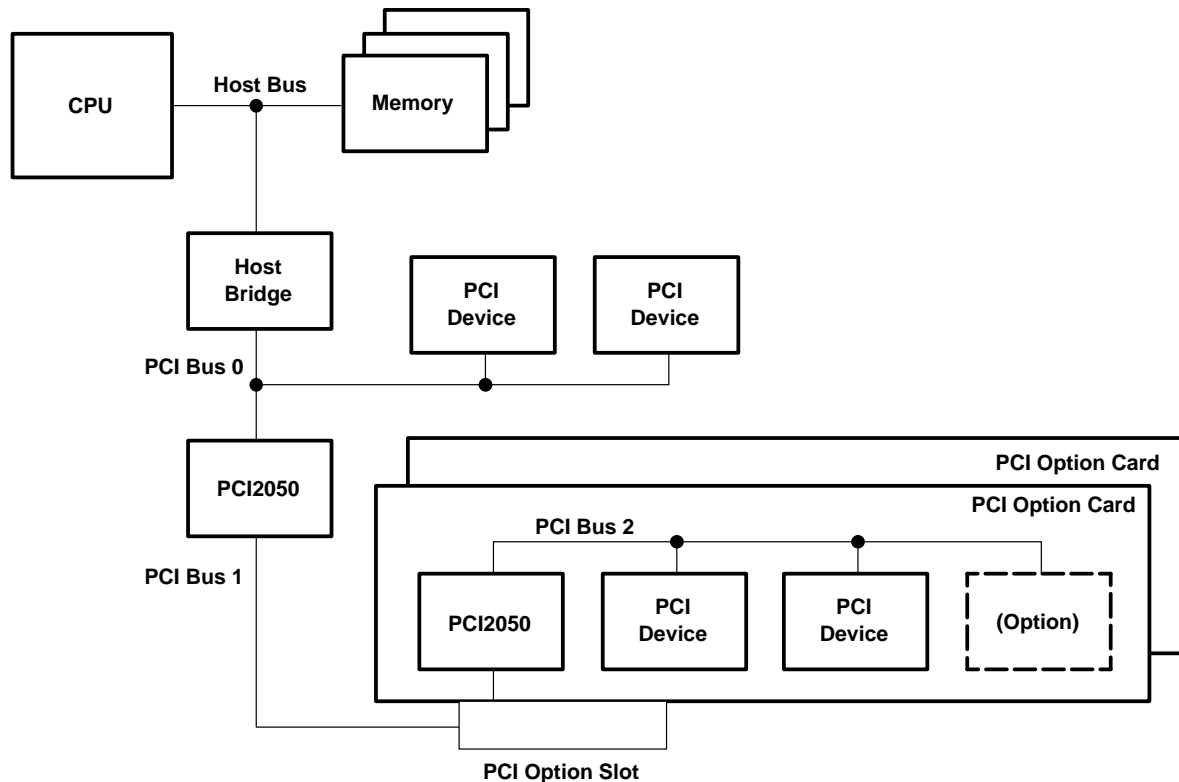 Host Bus
CPU
Memory
Host
Bridge
PCI
Device
PCI
Device
PCI Bus 0
PCI2050
PCI Option Card
PCI Option Card
PCI Bus 2
PCI Bus 1
PCI2050
PCI
Device
PCI
Device
(Option)
PCI Option Slot